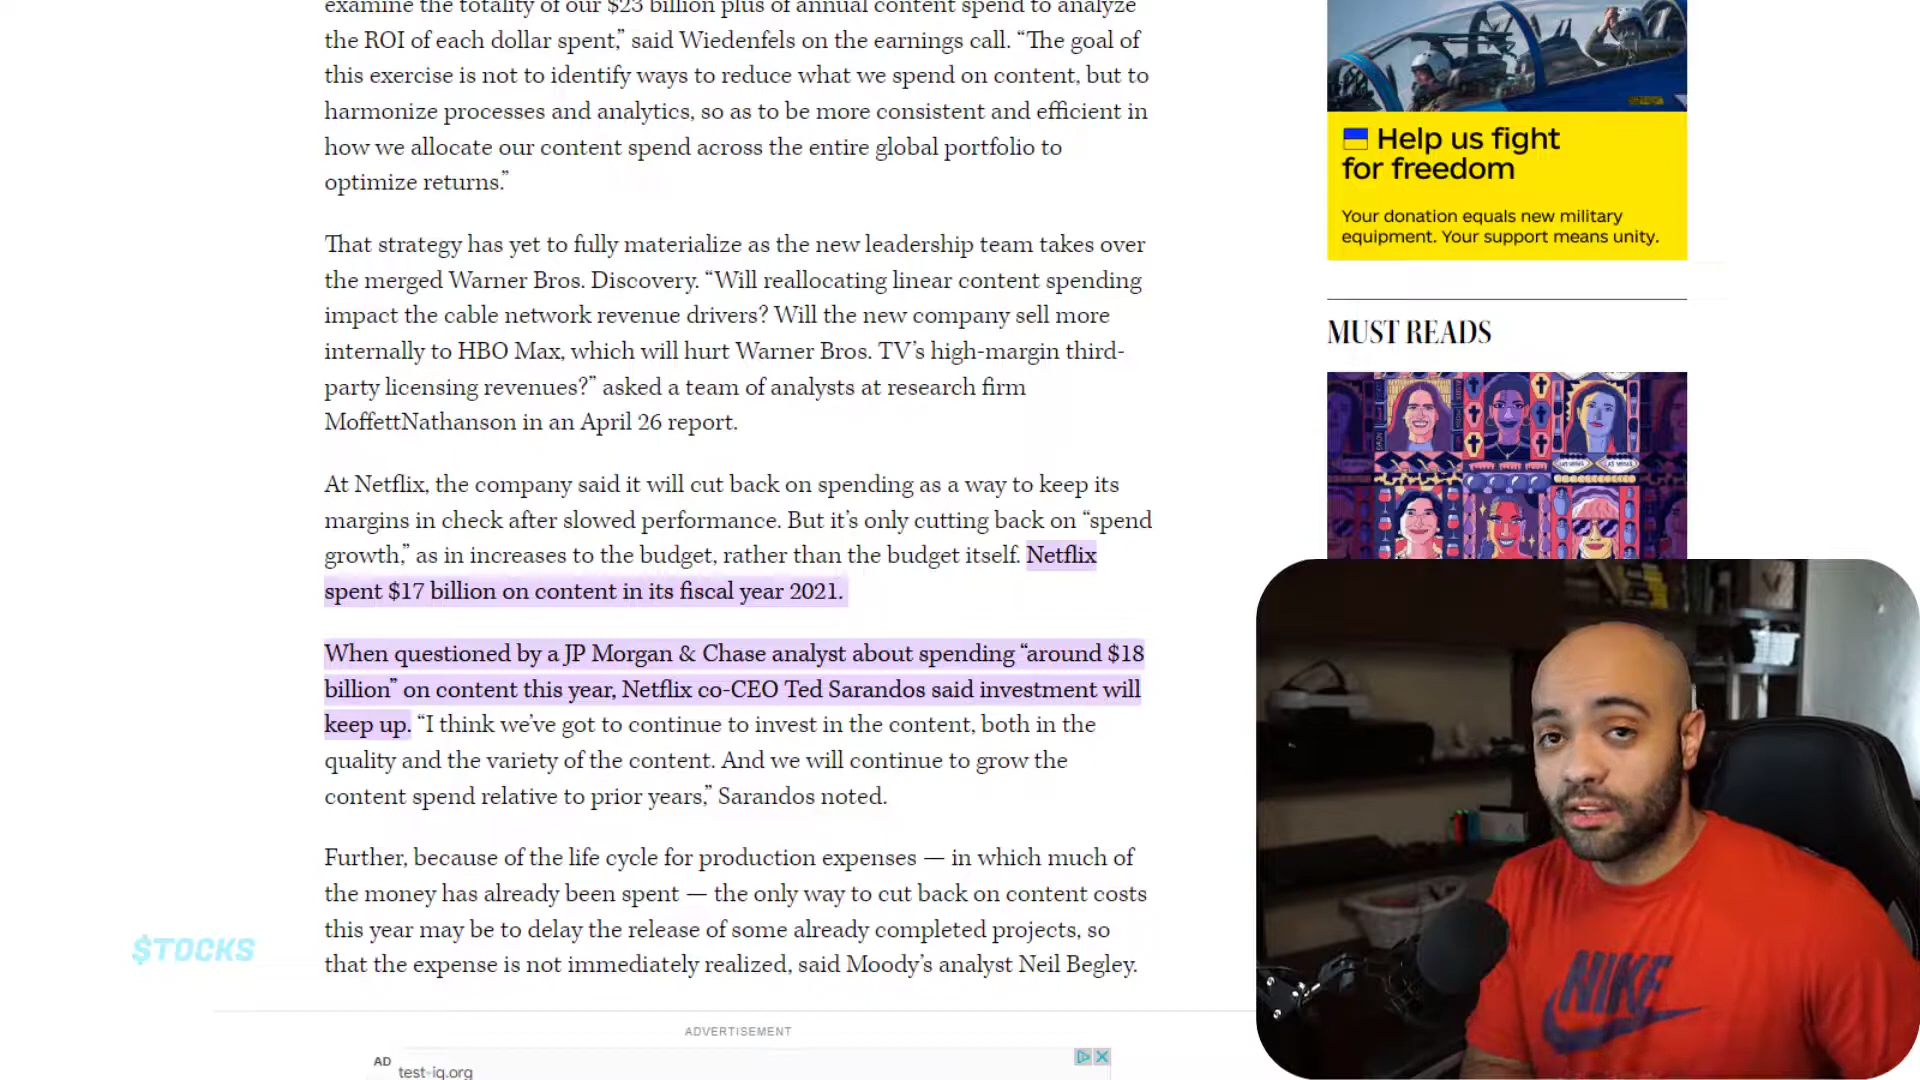 examine the totality of our $23 billion plus of annual content spend to analyze
the ROI of each dollar spent,” said Wiedenfels on the earnings call. “The goal of
this exercise is not to identify ways to reduce what we spend on content, but to
harmonize processes and analytics, so as to be more consistent and efficient in
how we allocate our content spend across the entire global portfolio to
optimize returns.”
That strategy has yet to fully materialize as the new leadership team takes over
the merged Warner Bros. Discovery. “Will reallocating linear content spending
impact the cable network revenue drivers? Will the new company sell more
internally to HBO Max, which will hurt Warner Bros. TV’s high-margin third-
party licensing revenues?” asked a team of analysts at research firm
MoffettNathanson in an April 26 report.
At Netflix, the company said it will cut back on spending as a way to keep its
margins in check after slowed performance. But it’s only cutting back on “spend
growth,” as in increases to the budget, rather than the budget itself. Netflix
spent $17 billion on content in its fiscal year 2021.
When questioned by a JP Morgan & Chase analyst about spending “around $18
billion” on content this year, Netflix co-CEO Ted Sarandos said investment will
keep up. “I think we’ve got to continue to invest in the content, both in the
quality and the variety of the content. And we will continue to grow the
content spend relative to prior years,” Sarandos noted.
Further, because of the life cycle for production expenses — in which much of
the money has already been spent — the only way to cut back on content costs
this year may be to delay the release of some already completed projects, so
that the expense is not immediately realized, said Moody’s analyst Neil Begley.
ADVERTISEMENT
AD
test-iq.org
$TOCKS
Help us fight
for freedom
Your donation equals new military
equipment. Your support means unity.
MUST READS
NIKE